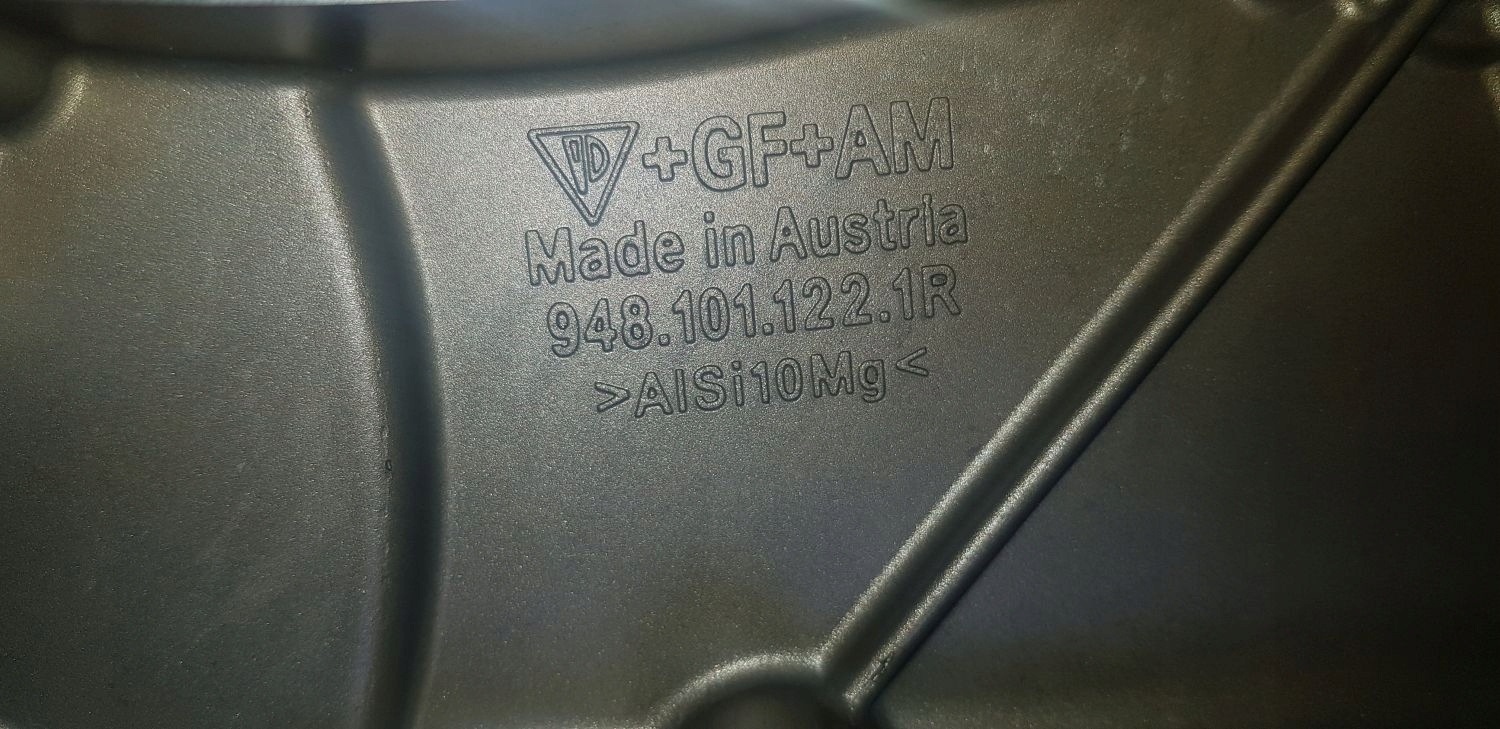 +GF+AM
Made in Austria
948.101.122.1R
>AlSi10Mg<